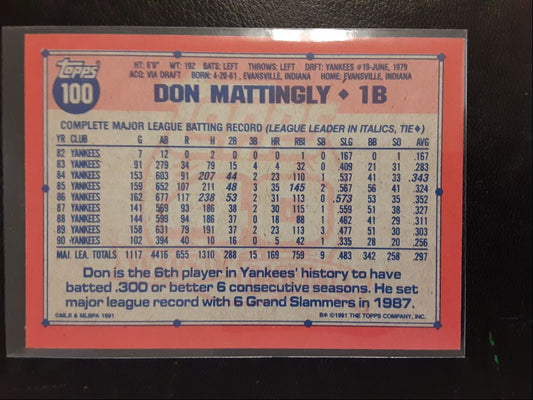 Topps
100
HT: 6'0" WT: 192 BATS: LEFT THROWS: LEFT DRFT: YANKEES #19-JUNE, 1979
ACQ: VIA DRAFT BORN: 4-20-61, EVANSVILLE, INDIANA HOME: EVANSVILLE, INDIANA
DON MATTINGLY ♦ 1B
COMPLETE MAJOR LEAGUE BATTING RECORD (LEAGUE LEADER IN ITALICS, TIE♦)
YR CLUB G AB R H 2B 3B HR RBI SB SLG BB SO AVG
82 YANKEES 7 12 0 2 0 0 0 1 0 .167 0 1 .167
83 YANKEES 91 279 34 79 15 4 4 32 0 .409 21 31 .283
84 YANKEES 153 603 91 207 44 2 23 110 1 .537 41 33 .343
85 YANKEES 159 652 107 211 48 3 35 145 2 .567 56 41 .324
86 YANKEES 162 677 117 238 53 2 31 113 0 .573 53 35 .352
87 YANKEES 141 569 93 186 38 2 30 115 1 .559 51 38 .327
88 YANKEES 144 599 94 186 37 0 18 88 1 .462 41 29 .311
89 YANKEES 158 631 79 191 37 2 23 113 3 .477 51 30 .303
90 YANKEES 102 394 40 101 16 0 5 42 1 .335 28 20 .256
MAJ. LEA. TOTALS 1117 4416 655 1310 288 15 169 759 9 .483 342 258 .297
Don is the 6th player in Yankees' history to have
batted .300 or better 6 consecutive seasons. He set
major league record with 6 Grand Slammers in 1987.
©MLB & MLBPA 1991
B* ©1991 THE TOPPS COMPANY, INC.